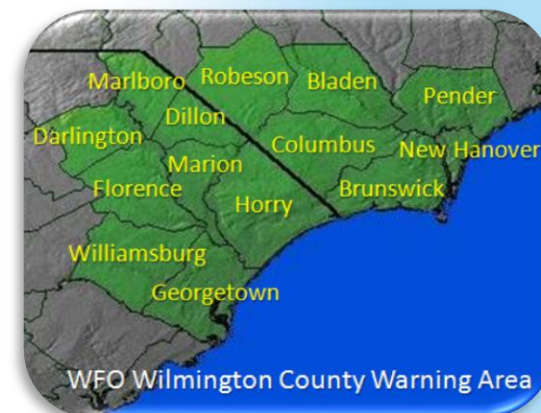 Marlboro
Robeson
Bladen
Pender
Dillon
Darlington
Columbus
New Hanover
Marion
Florence
Brunswick
Horry
Williamsburg
Georgetown
WFO Wilmington County Warning Area